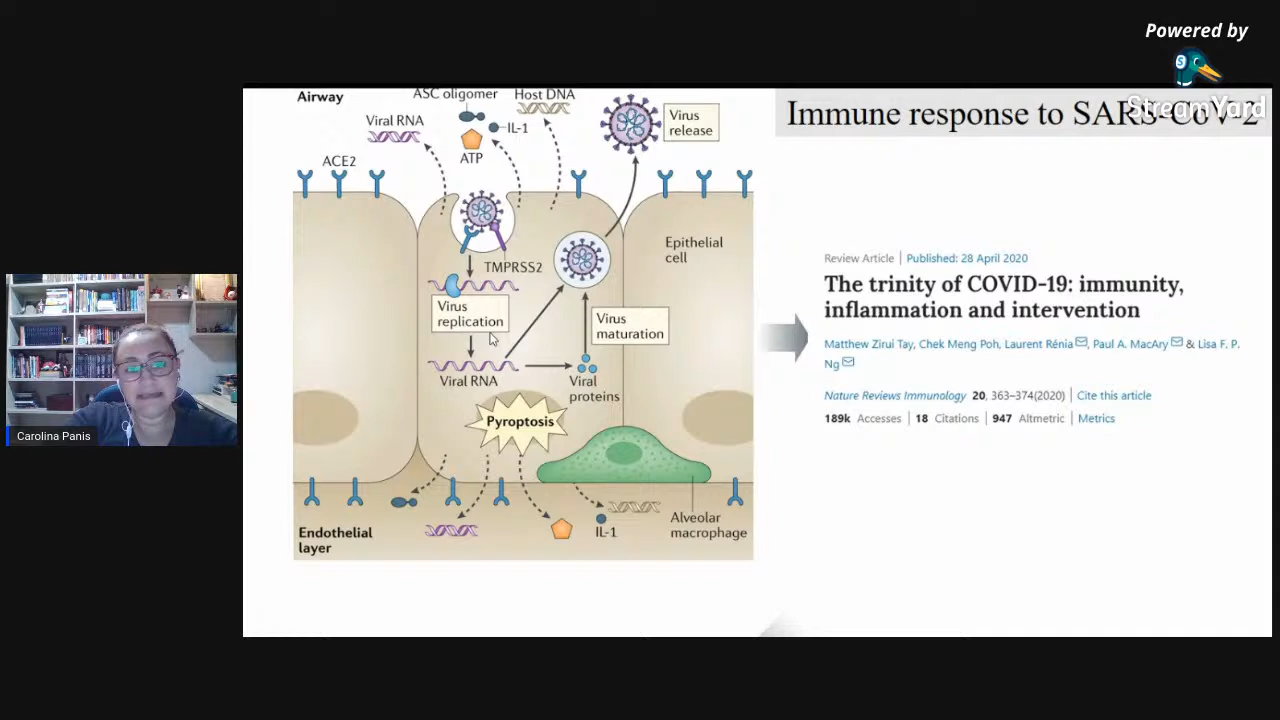 Powered by
StreamYard
Immune response to SARS-CoV-2
Airway
ASC oligomer
Host DNA
Viral RNA
IL-1
ATP
Virus
release
ACE2
TMPRSS2
Epithelial
cell
Virus
replication
Virus
maturation
Viral RNA
Viral
proteins
Pyroptosis
Endothelial
layer
IL-1
Alveolar
macrophage
Review Article | Published: 28 April 2020
The trinity of COVID-19: immunity,
inflammation and intervention
Matthew Zirui Tay, Chek Meng Poh, Laurent Rénia, Paul A. MacAry & Lisa F. P.
Ng
Nature Reviews Immunology 20, 363–374(2020) | Cite this article
189k Accesses | 18 Citations | 947 Altmetric | Metrics
Carolina Panis